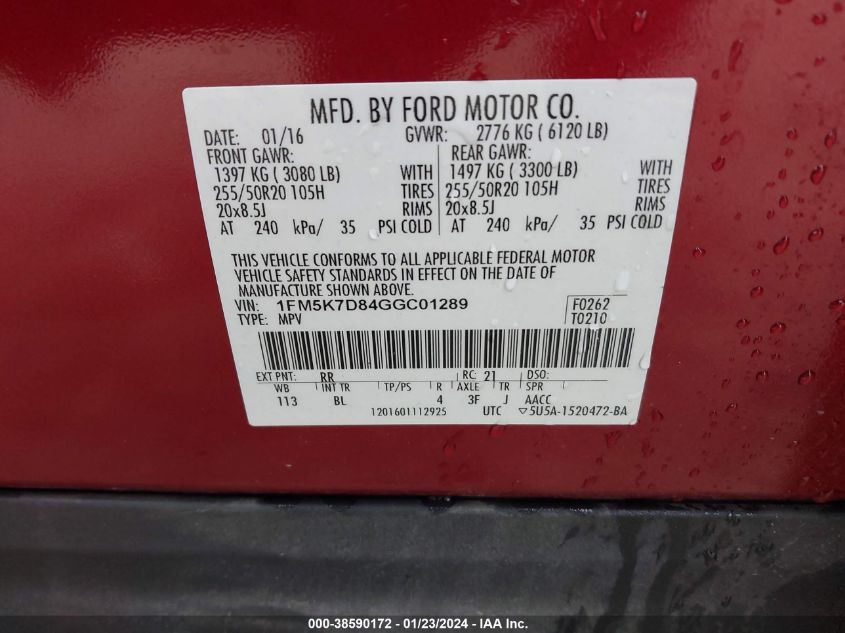 MFD. BY FORD MOTOR CO.
DATE: 01/16 GVWR: 2776 KG ( 6120 LB)
FRONT GAWR: REAR GAWR:
1397 KG ( 3080 LB) WITH 1497 KG ( 3300 LB) WITH
255/50R20 105H TIRES 255/50R20 105H TIRES
20x8.5J RIMS 20x8.5J RIMS
AT 240 kPa/ 35 PSI COLD AT 240 kPa/ 35 PSI COLD
THIS VEHICLE CONFORMS TO ALL APPLICABLE FEDERAL MOTOR
VEHICLE SAFETY STANDARDS IN EFFECT ON THE DATE OF
MANUFACTURE SHOWN ABOVE.
VIN: 1FM5K7D84GGC01289 F0262
TYPE: MPV T0210
EXT PNT: RR RC: 21 DSO:
WB INT TR TP/PS R AXLE TR SPR
113 BL 4 3F J AACC
1201601112925 UTC ▽5U5A-1520472-BA
000-38590172 / 01/23/2024 - IAA Inc.